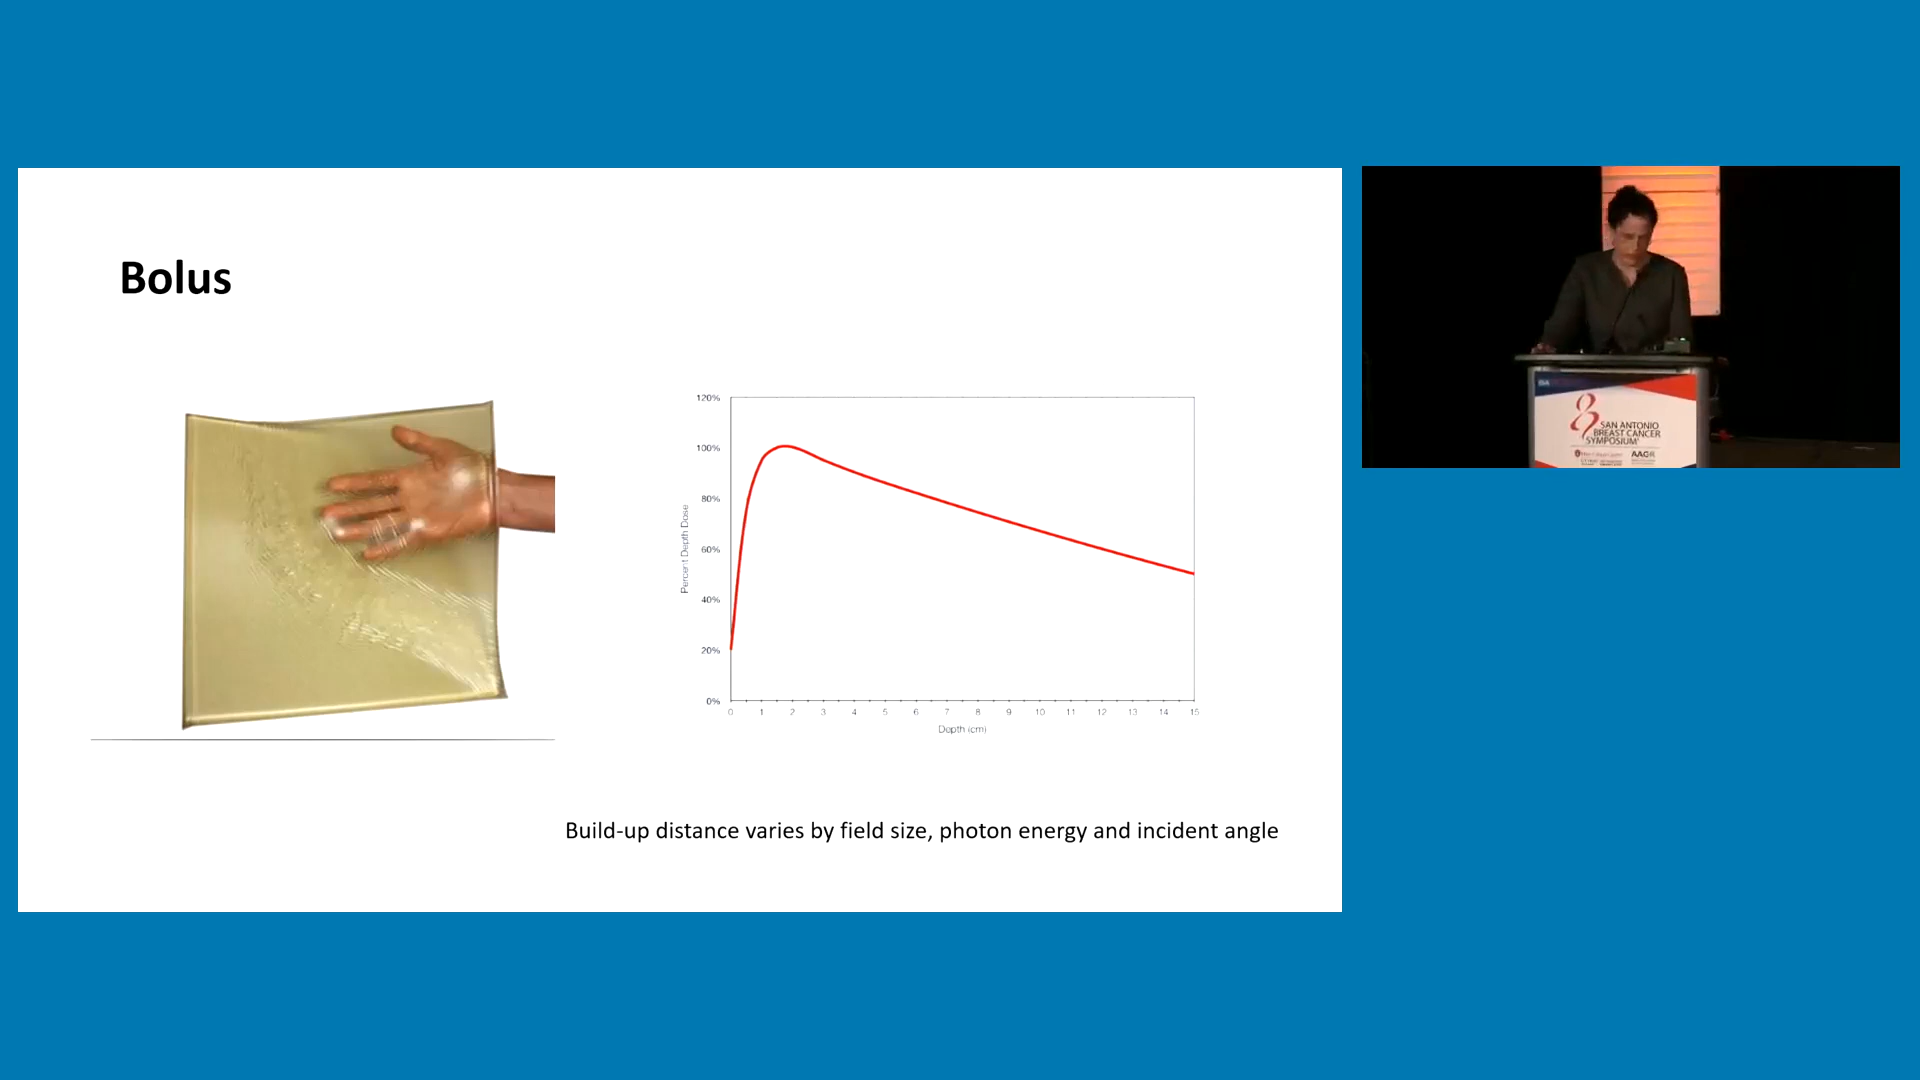 Bolus
120%
100%
80%
60%
40%
20%
0%
Percent Depth Dose
0 1 2 3 4 5 6 7 8 9 10 11 12 13 14 15
Depth (cm)
Build-up distance varies by field size, photon energy and incident angle
SAN ANTONIO
BREAST CANCER
SYMPOSIUM
AACR